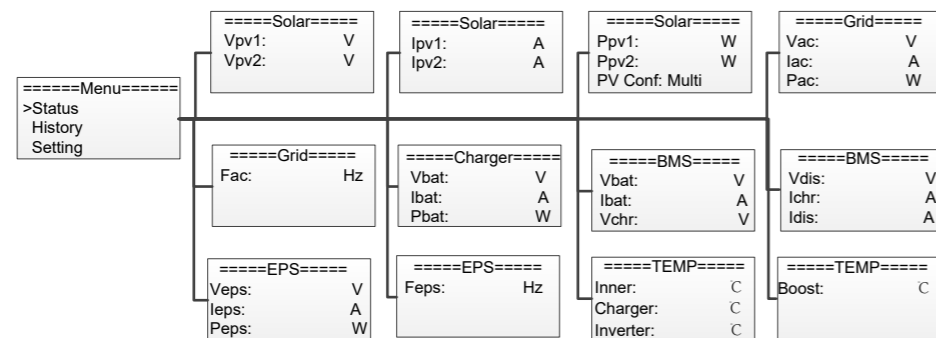 ======Menu======
>Status
History
Setting
=====Solar=====
Vpv1: V
Vpv2: V
=====Solar=====
Ipv1: A
Ipv2: A
=====Solar=====
Ppv1: W
Ppv2: W
PV Conf: Multi
=====Grid=====
Vac: V
Iac: A
Pac: W
=====Grid=====
Fac: Hz
=====Charger=====
Vbat: V
Ibat: A
Pbat: W
=====BMS=====
Vbat: V
Ibat: A
Vchr: V
=====BMS=====
Vdis: V
Ichr: A
Idis: A
=====EPS=====
Veps: V
Ieps: A
Peps: W
=====EPS=====
Feps: Hz
=====TEMP=====
Inner: ℃
Charger: ℃
Inverter: ℃
=====TEMP=====
Boost: ℃